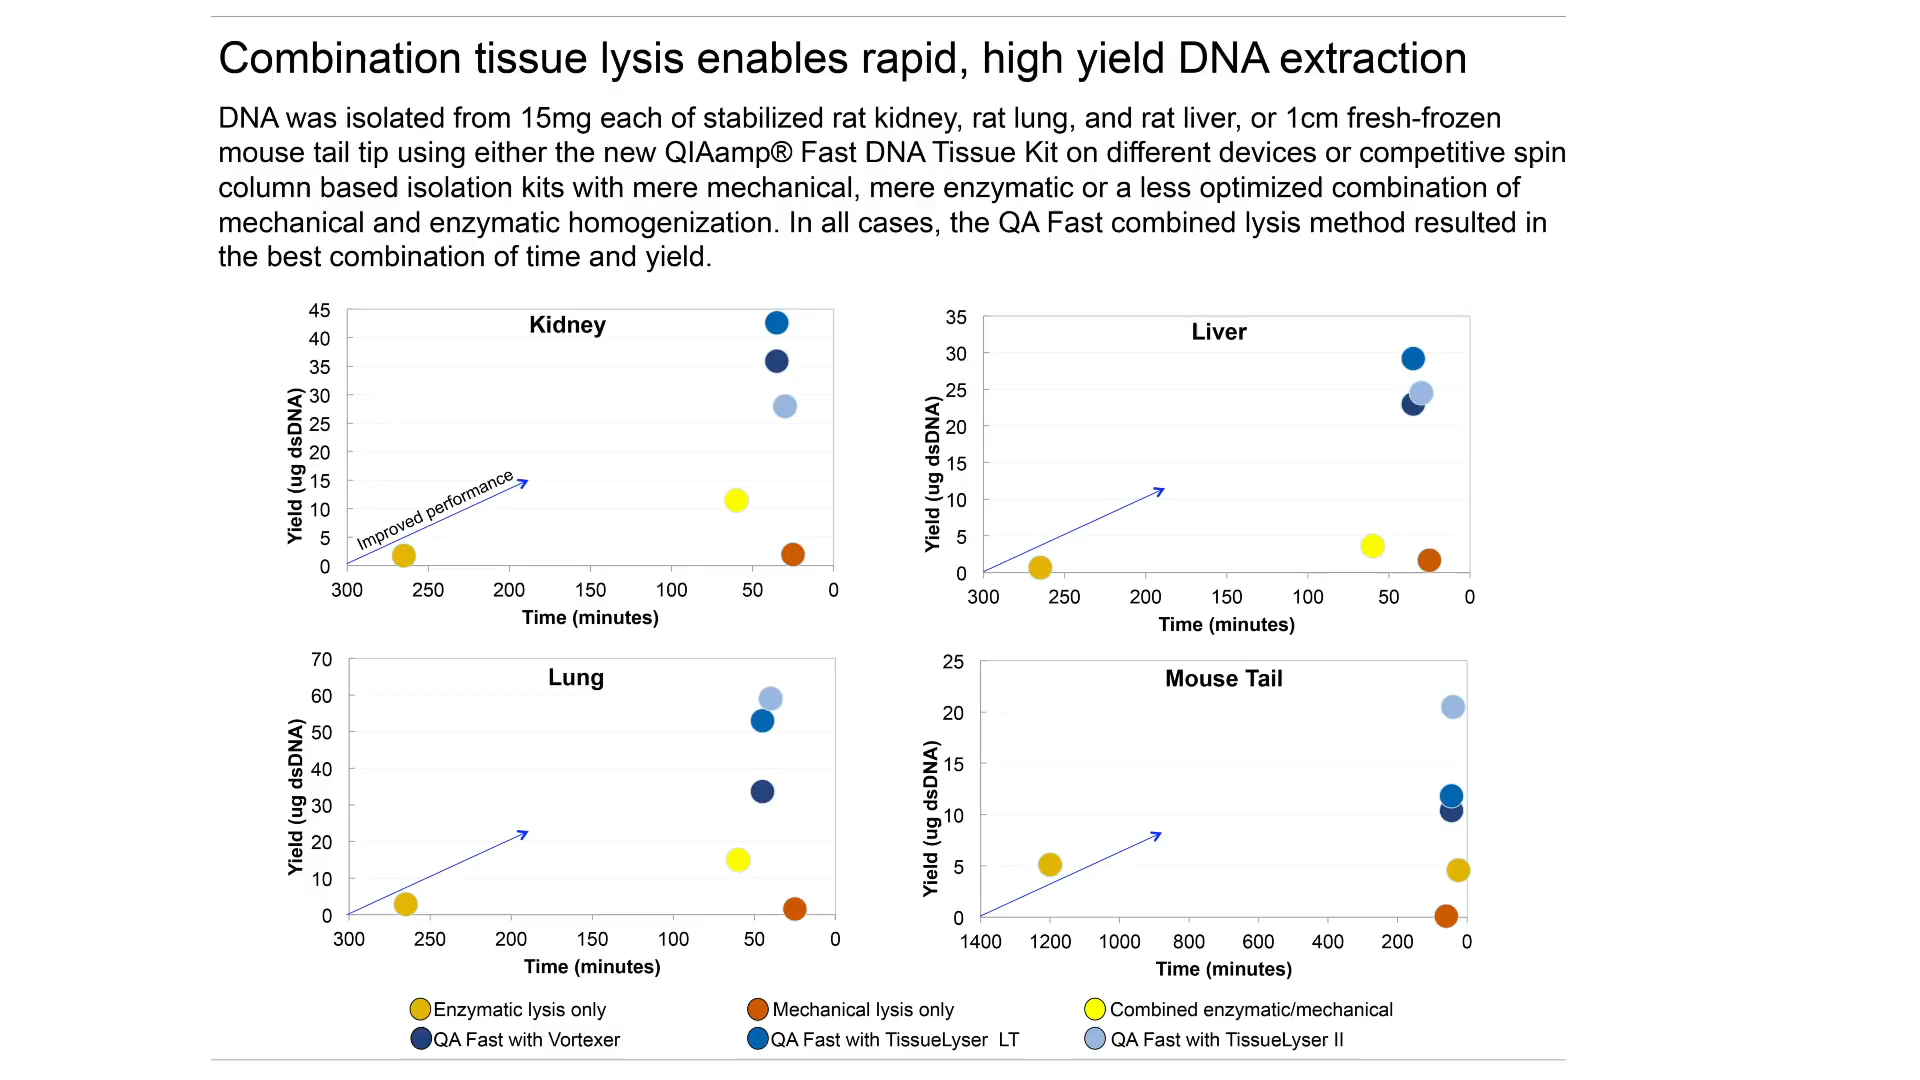 Combination tissue lysis enables rapid, high yield DNA extraction
DNA was isolated from 15mg each of stabilized rat kidney, rat lung, and rat liver, or 1cm fresh-frozen
mouse tail tip using either the new QIAamp® Fast DNA Tissue Kit on different devices or competitive spin
column based isolation kits with mere mechanical, mere enzymatic or a less optimized combination of
mechanical and enzymatic homogenization. In all cases, the QA Fast combined lysis method resulted in
the best combination of time and yield.
Kidney
Yield (ug dsDNA)
45
40
35
30
25
20
15
10
5
0
Improved performance
300 250 200 150 100 50 0
Time (minutes)
Liver
Yield (ug dsDNA)
35
30
25
20
15
10
5
0
300 250 200 150 100 50 0
Time (minutes)
Lung
Yield (ug dsDNA)
70
60
50
40
30
20
10
0
300 250 200 150 100 50 0
Time (minutes)
Mouse Tail
Yield (ug dsDNA)
25
20
15
10
5
0
1400 1200 1000 800 600 400 200 0
Time (minutes)
Enzymatic lysis only Mechanical lysis only Combined enzymatic/mechanical
QA Fast with Vortexer QA Fast with TissueLyser LT QA Fast with TissueLyser II